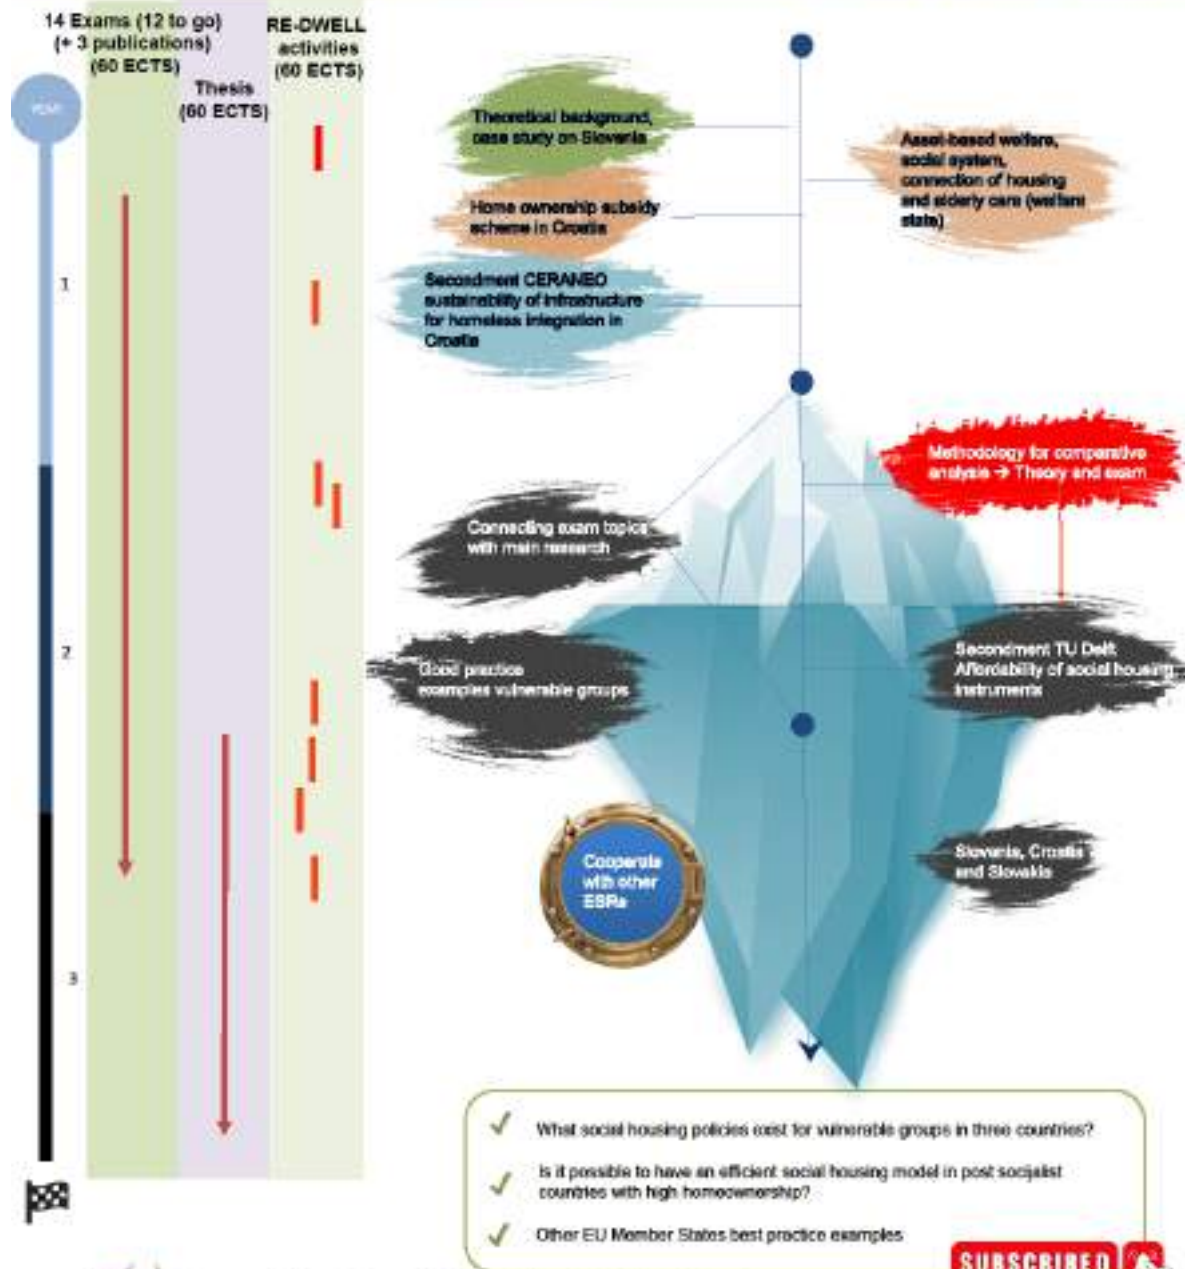 14 Exams (12 to go)
(+ 3 publications)
(60 ECTS)
Thesis
(60 ECTS)
RE-DWELL
activities
(60 ECTS)
YEAR
1
2
3
Theoretical background,
case study on Slovenia
Home ownership subsidy
scheme in Croatia
Secondment CERANEO
sustainability of infrastructure
for homeless integration in
Croatia
Asset-based welfare,
social system,
connection of housing
and elderly care (welfare
state)
Methodology for comparative
analysis → Theory and exam
Connecting exam topics
with main research
Good practice
examples vulnerable groups
Secondment TU Delft
Affordability of social housing
instruments
Cooperate
with other
ESRs
Slovenia, Croatia
and Slovakia
✓ What social housing policies exist for vulnerable groups in three countries?
✓ Is it possible to have an efficient social housing model in post socijalist
countries with high homeownership?
✓ Other EU Member States best practice examples
SUBSCRIBED